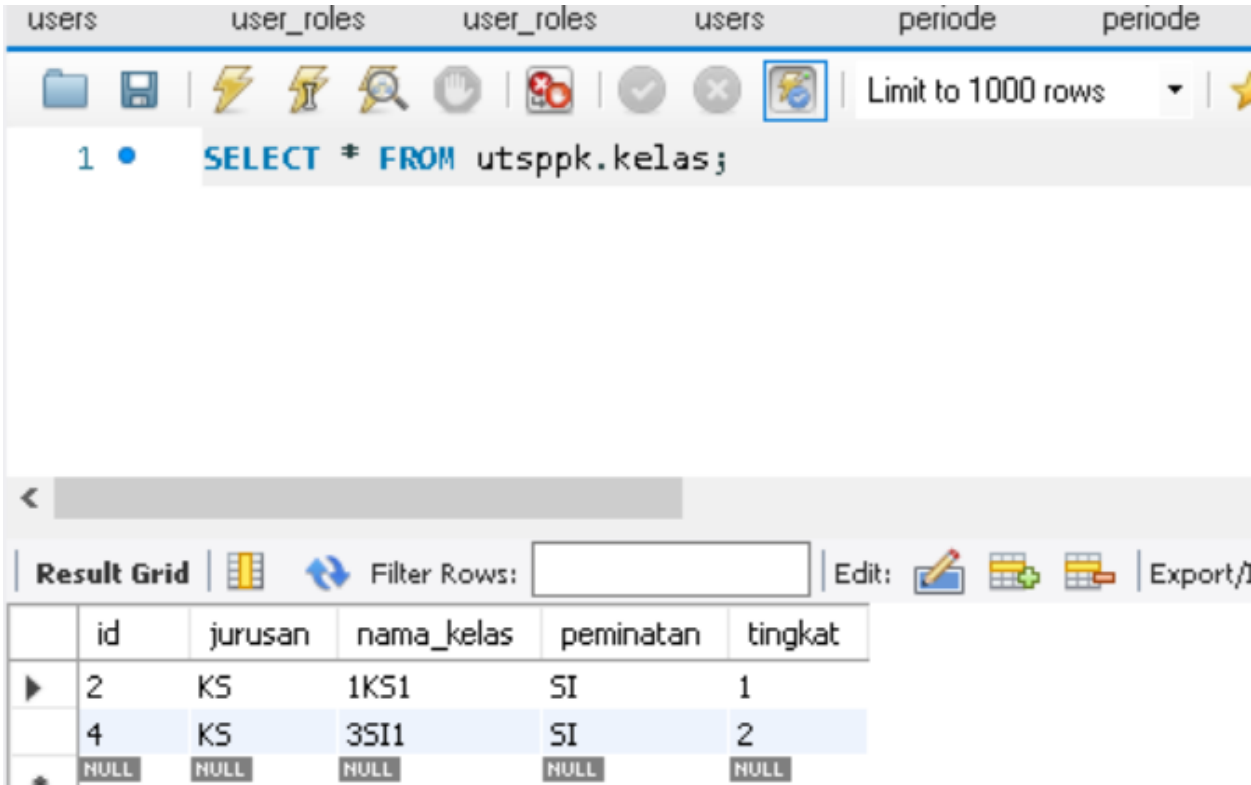 users user_roles user_roles users periode periode
Limit to 1000 rows
1 SELECT * FROM utsppk.kelas;
Result Grid Filter Rows: Edit: Export/I
id jurusan nama_kelas peminatan tingkat
2 KS 1KS1 SI 1
4 KS 3SI1 SI 2
NULL NULL NULL NULL NULL